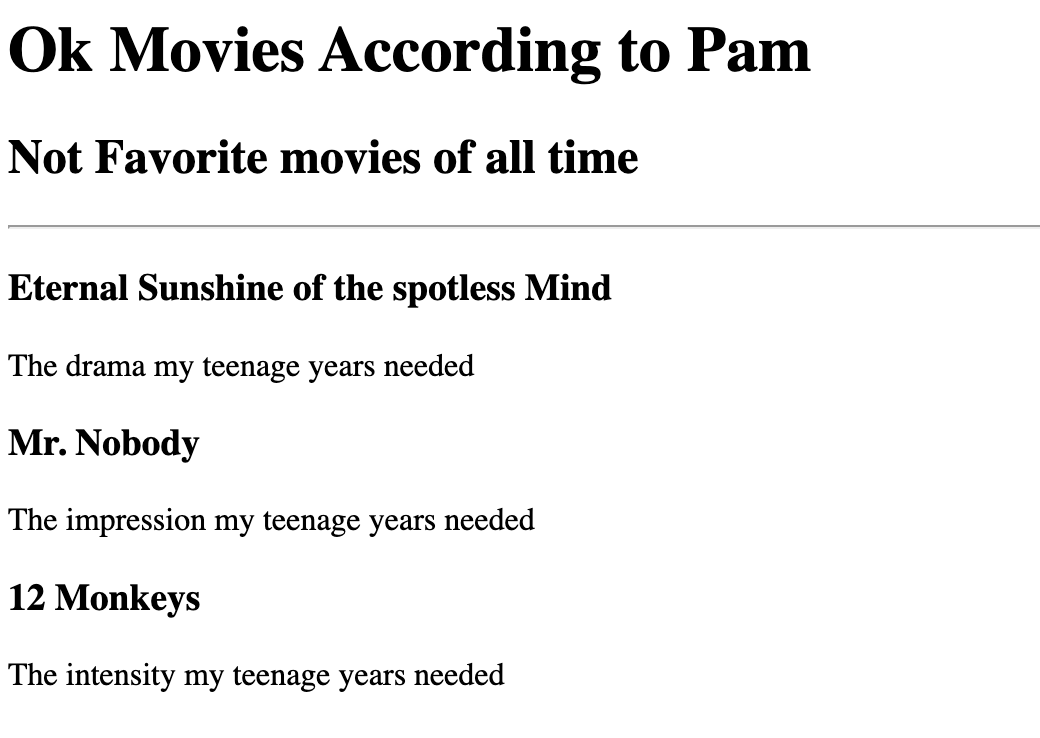 Ok Movies According to Pam
Not Favorite movies of all time
Eternal Sunshine of the spotless Mind
The drama my teenage years needed
Mr. Nobody
The impression my teenage years needed
12 Monkeys
The intensity my teenage years needed